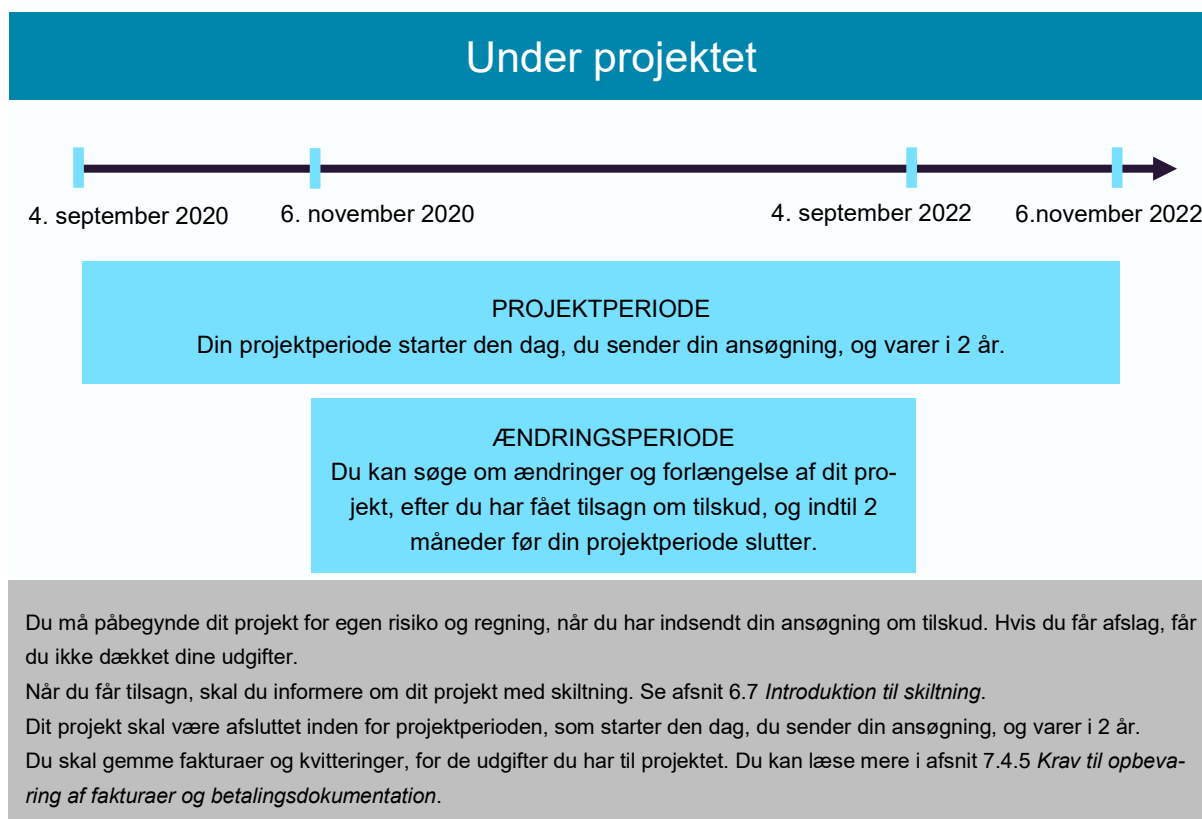 Under projektet
4. september 2020 6. november 2020 4. september 2022 6.november 2022
PROJEKTPERIODE
Din projektperiode starter den dag, du sender din ansøgning, og varer i 2 år.
ÆNDRINGSPERIODE
Du kan søge om ændringer og forlængelse af dit pro-
jekt, efter du har fået tilsagn om tilskud, og indtil 2
måneder før din projektperiode slutter.
Du må påbegynde dit projekt for egen risiko og regning, når du har indsendt din ansøgning om tilskud. Hvis du får afslag, får
du ikke dækket dine udgifter.
Når du får tilsagn, skal du informere om dit projekt med skiltning. Se afsnit 6.7 Introduktion til skiltning.
Dit projekt skal være afsluttet inden for projektperioden, som starter den dag, du sender din ansøgning, og varer i 2 år.
Du skal gemme fakturaer og kvitteringer, for de udgifter du har til projektet. Du kan læse mere i afsnit 7.4.5 Krav til opbeva-
ring af fakturaer og betalingsdokumentation.